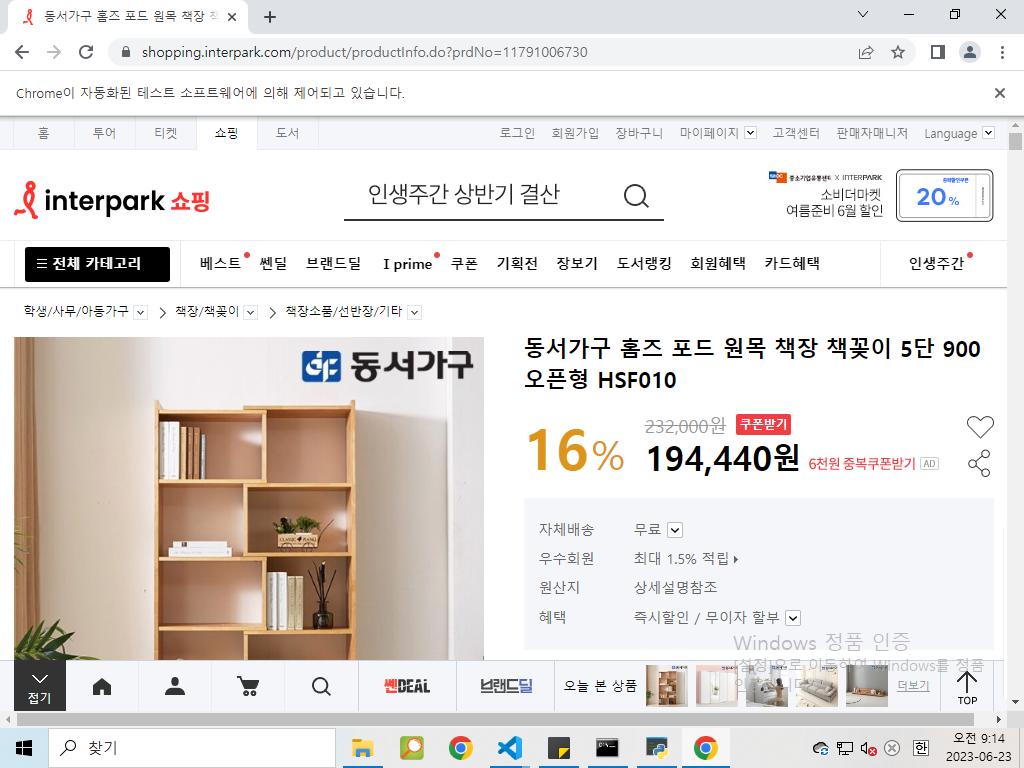 동서가구 홈즈 포드 원목 책장 책
shopping.interpark.com/product/productInfo.do?prdNo=11791006730
Chrome이 자동화된 테스트 소프트웨어에 의해 제어되고 있습니다.
홈 투어 티켓 쇼핑 도서 로그인 회원가입 장바구니 마이페이지 고객센터 판매자매니저 Language
interpark 쇼핑
인생주간 상반기 결산
중소기업유통센터 X INTERPARK
소비더마켓
여름준비 6월 할인
20%
전체 카테고리 베스트 쎈딜 브랜드딜 I prime 쿠폰 기획전 장보기 도서랭킹 회원혜택 카드혜택 인생주간
학생/사무/아동가구 책장/책꽂이 책장소품/선반장/기타
동서가구
동서가구 홈즈 포드 원목 책장 책꽂이 5단 900
오픈형 HSF010
16%
232,000원 쿠폰받기
194,440원 6천원 중복쿠폰받기 AD
자체배송 무료
우수회원 최대 1.5% 적립
원산지 상세설명참조
혜택 즉시할인 / 무이자 할부
Windows 정품 인증
[설정]으로 이동하여 Windows를 정품
접기
쎈DEAL
브랜드딜
오늘 본 상품
더보기
TOP
찾기
한
오전 9:14
2023-06-23